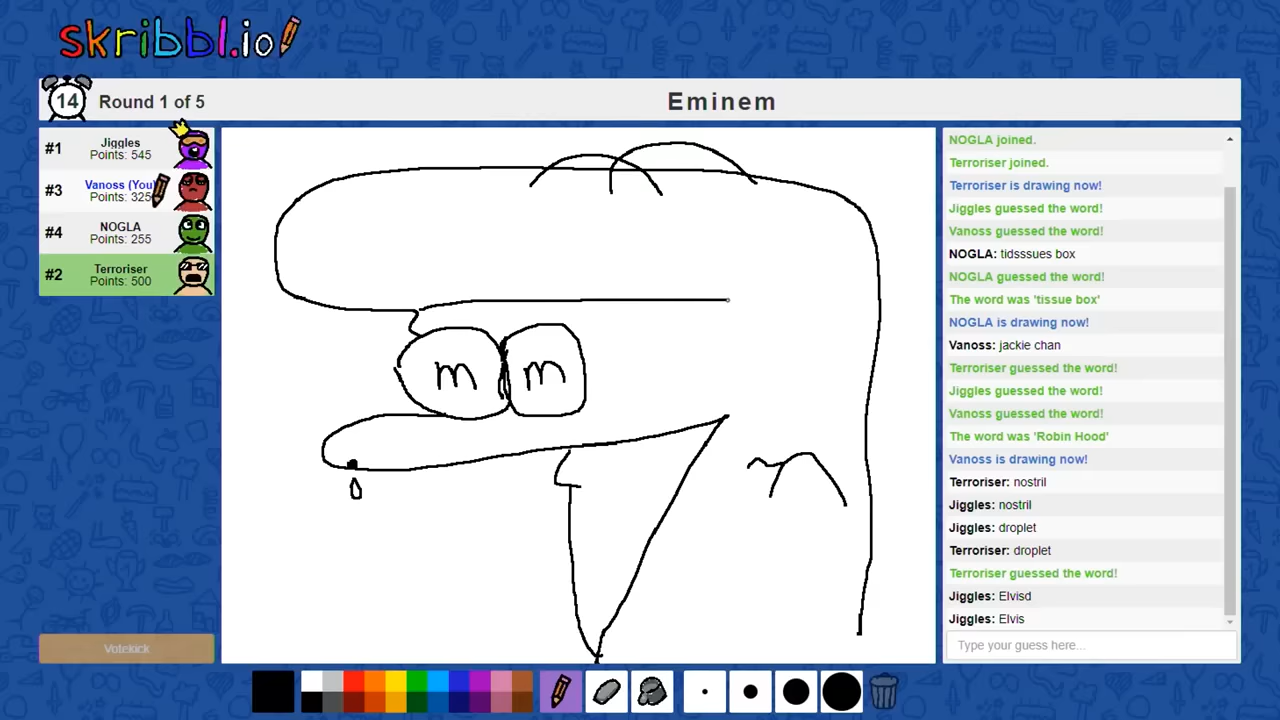 skribbl.io
14
Round 1 of 5
Eminem
#1
Jiggles
Points: 545
#3
Vanoss (You)
Points: 325
#4
NOGLA
Points: 255
#2
Terroriser
Points: 500
Votekick
m m
NOGLA joined.
Terroriser joined.
Terroriser is drawing now!
Jiggles guessed the word!
Vanoss guessed the word!
NOGLA: tidsssues box
NOGLA guessed the word!
The word was 'tissue box'
NOGLA is drawing now!
Vanoss: jackie chan
Terroriser guessed the word!
Jiggles guessed the word!
Vanoss guessed the word!
The word was 'Robin Hood'
Vanoss is drawing now!
Terroriser: nostril
Jiggles: nostril
Jiggles: droplet
Terroriser: droplet
Terroriser guessed the word!
Jiggles: Elvisd
Jiggles: Elvis
Type your guess here...